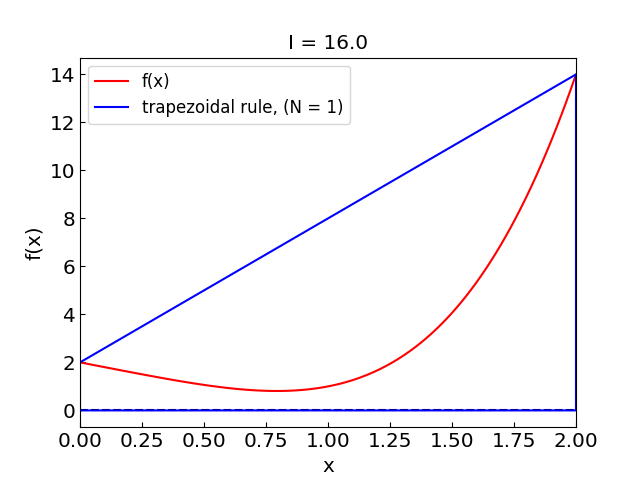 I = 16.0
f(x)
trapezoidal rule, (N = 1)
14
12
10
8
6
4
2
0
f(x)
0.00 0.25 0.50 0.75 1.00 1.25 1.50 1.75 2.00
x